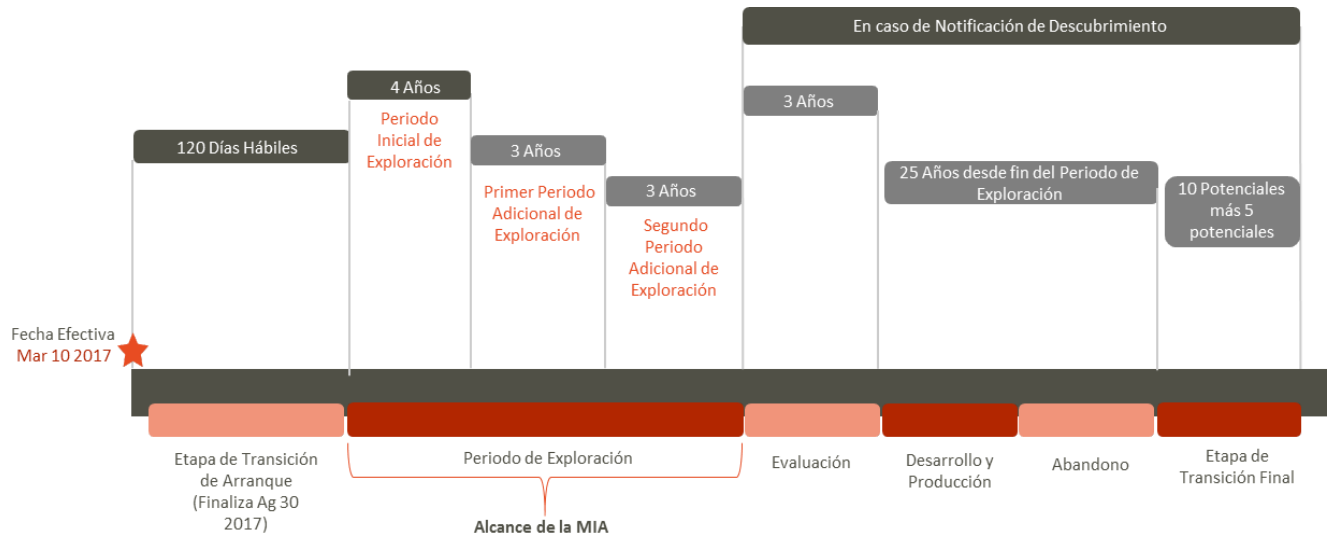 En caso de Notificación de Descubrimiento
4 Años
Periodo
Inicial de
Exploración
3 Años
120 Días Hábiles
3 Años
Primer Periodo
Adicional de
Exploración
3 Años
Segundo
Periodo
Adicional de
Exploración
25 Años desde fin del Periodo de
Exploración
10 Potenciales
más 5
potenciales
Fecha Efectiva
Mar 10 2017
Etapa de Transición
de Arranque
(Finaliza Ag 30
2017)
Periodo de Exploración
Alcance de la MIA
Evaluación
Desarrollo y
Producción
Abandono
Etapa de
Transición Final